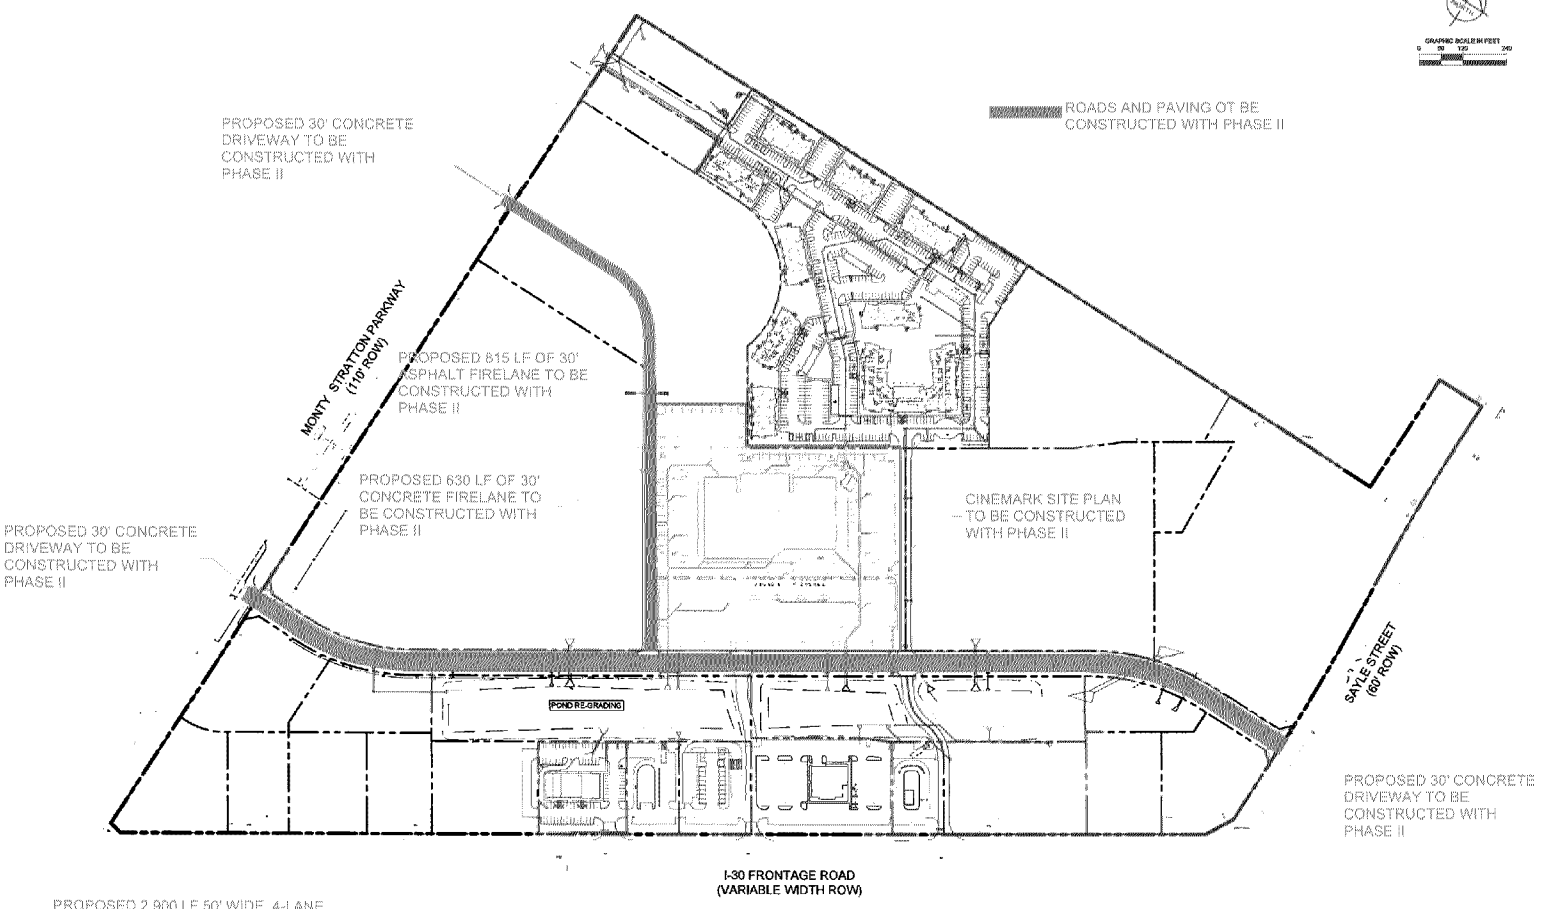 NORTH
GRAPHIC SCALE IN FEET
0 60 120 240
ROADS AND PAVING OT BE
CONSTRUCTED WITH PHASE II
PROPOSED 30' CONCRETE
DRIVEWAY TO BE
CONSTRUCTED WITH
PHASE II
MONTY STRATTON PARKWAY
(110' ROW)
PROPOSED 815 LF OF 30'
ASPHALT FIRELANE TO BE
CONSTRUCTED WITH
PHASE II
PROPOSED 630 LF OF 30'
CONCRETE FIRELANE TO
BE CONSTRUCTED WITH
PHASE II
CINEMARK SITE PLAN
TO BE CONSTRUCTED
WITH PHASE II
PROPOSED 30' CONCRETE
DRIVEWAY TO BE
CONSTRUCTED WITH
PHASE II
SAYLE STREET
(60' ROW)
POND RE-GRADING
PROPOSED 30' CONCRETE
DRIVEWAY TO BE
CONSTRUCTED WITH
PHASE II
I-30 FRONTAGE ROAD
(VARIABLE WIDTH ROW)
PROPOSED 2,900 LF 50' WIDE, 4-LANE